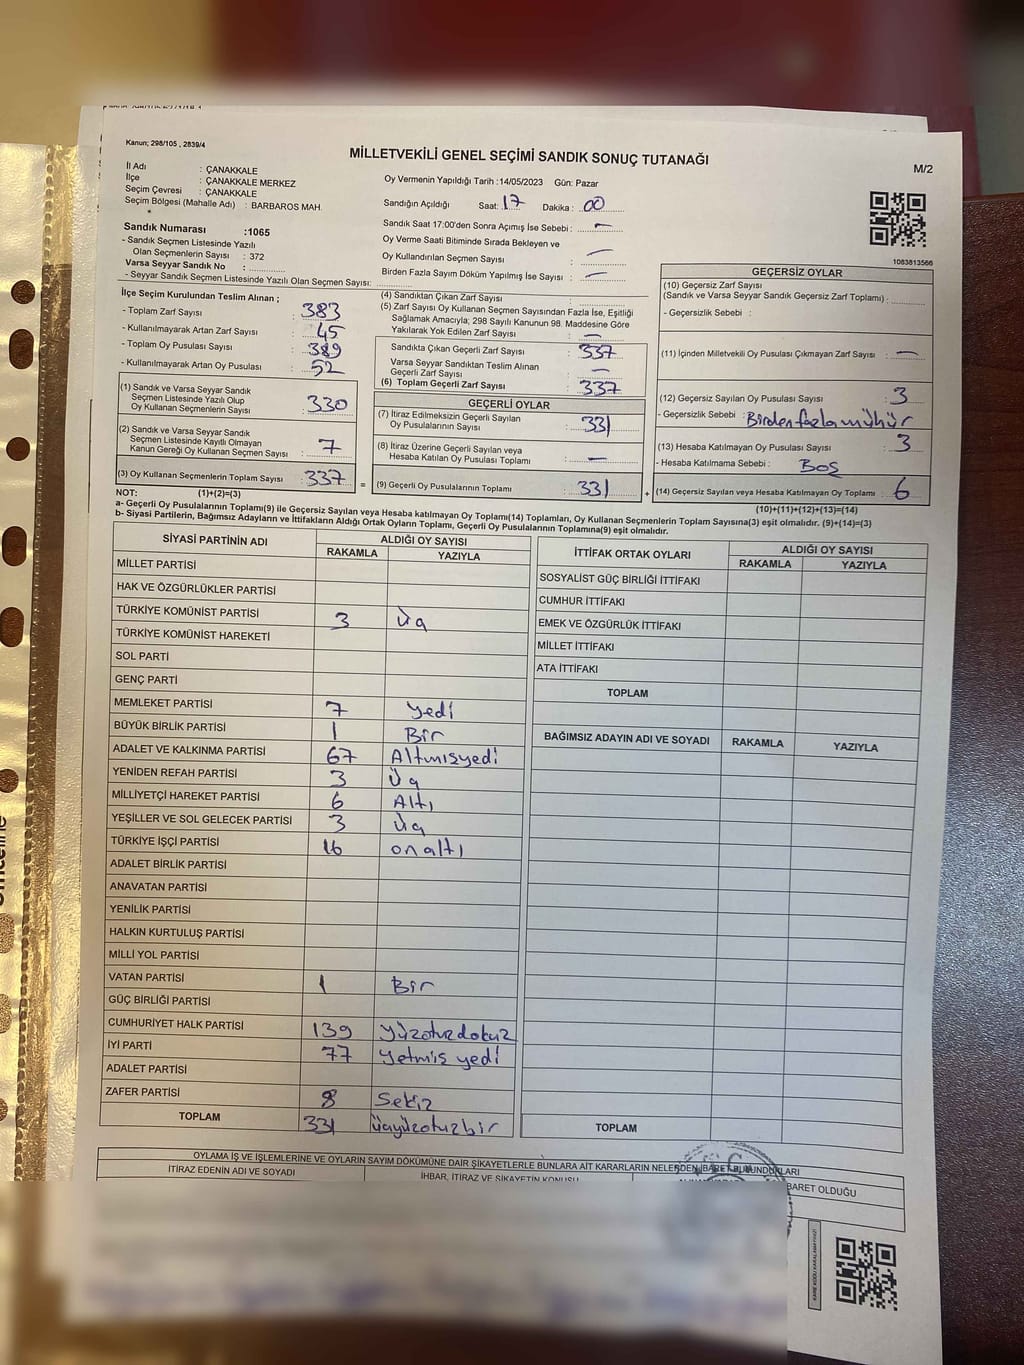 Kanun; 298/105 , 2839/4
MİLLETVEKİLİ GENEL SEÇİMİ SANDIK SONUÇ TUTANAĞI
M/2
İl Adı : ÇANAKKALE
İlçe : ÇANAKKALE MERKEZ
Seçim Çevresi : ÇANAKKALE
Seçim Bölgesi (Mahalle Adı) : BARBAROS MAH.
Sandık Numarası :1065
- Sandık Seçmen Listesinde Yazılı
Olan Seçmenlerin Sayısı : 372
Varsa Seyyar Sandık No :
- Seyyar Sandık Seçmen Listesinde Yazılı Olan Seçmen Sayısı:
Oy Vermenin Yapıldığı Tarih :14/05/2023 Gün: Pazar
Sandığın Açıldığı Saat: 17 Dakika : 00
Sandık Saat 17:00'den Sonra Açımış İse Sebebi : —
Oy Verme Saati Bitiminde Sırada Bekleyen ve
Oy Kullandırılan Seçmen Sayısı : —
Birden Fazla Sayım Döküm Yapılmış İse Sayısı : —
1083813566
İlçe Seçim Kurulundan Teslim Alınan ;
- Toplam Zarf Sayısı : 383
- Kullanılmayarak Artan Zarf Sayısı : 45
- Toplam Oy Pusulası Sayısı : 389
- Kullanılmayarak Artan Oy Pusulası : 52
(1) Sandık ve Varsa Seyyar Sandık
Seçmen Listesinde Yazılı Olup
Oy Kullanan Seçmenlerin Sayısı : 330
(2) Sandık ve Varsa Seyyar Sandık
Seçmen Listesinde Kayıtlı Olmayan
Kanun Gereği Oy Kullanan Seçmen Sayısı : 7
(3) Oy Kullanan Seçmenlerin Toplam Sayısı : 337
(4) Sandıktan Çıkan Zarf Sayısı :
(5) Zarf Sayısı Oy Kullanan Seçmen Sayısından Fazla İse, Eşitliği
Sağlamak Amacıyla; 298 Sayılı Kanunun 98. Maddesine Göre
Yakılarak Yok Edilen Zarf Sayısı : —
Sandıkta Çıkan Geçerli Zarf Sayısı : 337
Varsa Seyyar Sandıktan Teslim Alınan
Geçerli Zarf Sayısı : —
(6) Toplam Geçerli Zarf Sayısı : 337
GEÇERLİ OYLAR
(7) İtiraz Edilmeksizin Geçerli Sayılan
Oy Pusulalarının Sayısı : 331
(8) İtiraz Üzerine Geçerli Sayılan veya
Hesaba Katılan Oy Pusulası Toplamı : —
= (9) Geçerli Oy Pusulalarının Toplamı : 331 +
GEÇERSİZ OYLAR
(10) Geçersiz Zarf Sayısı
(Sandık ve Varsa Seyyar Sandık Geçersiz Zarf Toplamı) :
- Geçersizlik Sebebi :
(11) İçinden Milletvekili Oy Pusulası Çıkmayan Zarf Sayısı : —
(12) Geçersiz Sayılan Oy Pusulası Sayısı : 3
- Geçersizlik Sebebi : Birden fazla mühür
(13) Hesaba Katılmayan Oy Pusulası Sayısı : 3
- Hesaba Katılmama Sebebi : Boş
(14) Geçersiz Sayılan veya Hesaba Katılmayan Oy Toplamı : 6
NOT: (1)+(2)=(3)
(10)+(11)+(12)+(13)=(14)
a- Geçerli Oy Pusulalarının Toplamı(9) ile Geçersiz Sayılan veya Hesaba katılmayan Oy Toplamı(14) Toplamları, Oy Kullanan Seçmenlerin Toplam Sayısına(3) eşit olmalıdır. (9)+(14)=(3)
b- Siyasi Partilerin, Bağımsız Adayların ve İttifakların Aldığı Ortak Oyların Toplamı, Geçerli Oy Pusulalarının Toplamına(9) eşit olmalıdır.
SİYASİ PARTİNİN ADI ALDIĞI OY SAYISI
RAKAMLA YAZIYLA
MİLLET PARTİSİ
HAK VE ÖZGÜRLÜKLER PARTİSİ
TÜRKİYE KOMÜNİST PARTİSİ 3 Üç
TÜRKİYE KOMÜNİST HAREKETİ
SOL PARTİ
GENÇ PARTİ
MEMLEKET PARTİSİ 7 Yedi
BÜYÜK BİRLİK PARTİSİ 1 Bir
ADALET VE KALKINMA PARTİSİ 67 Altmışyedi
YENİDEN REFAH PARTİSİ 3 Üç
MİLLİYETÇİ HAREKET PARTİSİ 6 Altı
YEŞİLLER VE SOL GELECEK PARTİSİ 3 Üç
TÜRKİYE İŞÇİ PARTİSİ 16 onaltı
ADALET BİRLİK PARTİSİ
ANAVATAN PARTİSİ
YENİLİK PARTİSİ
HALKIN KURTULUŞ PARTİSİ
MİLLİ YOL PARTİSİ
VATAN PARTİSİ 1 Bir
GÜÇ BİRLİĞİ PARTİSİ
CUMHURİYET HALK PARTİSİ 139 Yüzotuzdokuz
İYİ PARTİ 77 Yetmiş yedi
ADALET PARTİSİ
ZAFER PARTİSİ 8 Sekiz
TOPLAM 331 üçyüzotuzbir
İTTİFAK ORTAK OYLARI ALDIĞI OY SAYISI
RAKAMLA YAZIYLA
SOSYALİST GÜÇ BİRLİĞİ İTTİFAKI
CUMHUR İTTİFAKI
EMEK VE ÖZGÜRLÜK İTTİFAKI
MİLLET İTTİFAKI
ATA İTTİFAKI
TOPLAM
BAĞIMSIZ ADAYIN ADI VE SOYADI RAKAMLA YAZIYLA
TOPLAM
OYLAMA İŞ VE İŞLEMLERİNE VE OYLARIN SAYIM DÖKÜMÜNE DAİR ŞİKAYETLERLE BUNLARA AİT KARARLARIN NELERDEN İBARET BULUNDUKLARI
İTİRAZ EDENİN ADI VE SOYADI
İHBAR, İTİRAZ VE ŞİKAYETİN KONUSU
BARET OLDUĞU